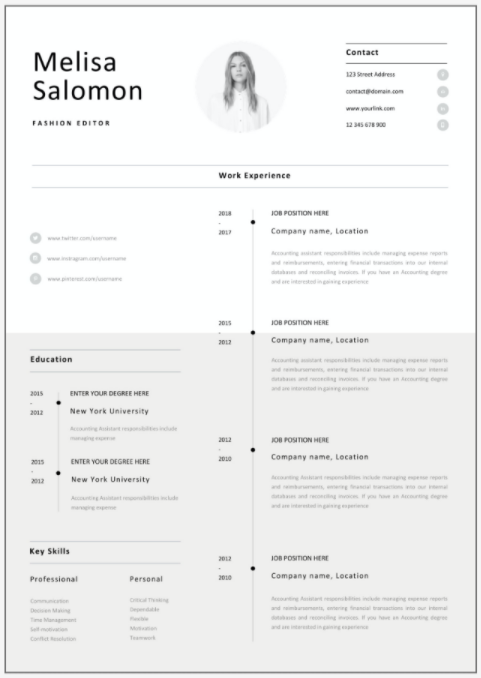 Melisa
Salomon
FASHION EDITOR
Contact
123 Street Address
contact@domain.com
www.yourlink.com
12 345 678 900
Work Experience
www.twitter.com/username
www.instagram.com/username
www.pinterest.com/username
2018
-
2017
JOB POSITION HERE
Company name, Location
Accounting assistant responsibilities include managing expense reports
and reimbursements, entering financial transactions into our internal
databases and reconciling invoices. If you have an Accounting degree
and are interested in gaining experience
2015
-
2012
JOB POSITION HERE
Company name, Location
Accounting assistant responsibilities include managing expense reports
and reimbursements, entering financial transactions into our internal
databases and reconciling invoices. If you have an Accounting degree
and are interested in gaining experience
2012
-
2010
JOB POSITION HERE
Company name, Location
Accounting Assistant responsibilities include managing expense reports
and reimbursements, entering financial transactions into our internal
databases and reconciling invoices. If you have an Accounting degree
and are interested in gaining experience.
2012
-
2010
JOB POSITION HERE
Company name, Location
Accounting Assistant responsibilities include managing expense reports
and reimbursements, entering financial transactions into our internal
databases and reconciling invoices. If you have an Accounting degree
and are interested in gaining experience.
Education
2015
-
2012
ENTER YOUR DEGREE HERE
New York University
Accounting Assistant responsibilities include
managing expense
2015
-
2012
ENTER YOUR DEGREE HERE
New York University
Accounting Assistant responsibilities include
managing expense
Key Skills
Professional
Communication
Decision Making
Time Management
Self-motivation
Conflict Resolution
Personal
Critical Thinking
Dependable
Flexible
Motivation
Teamwork